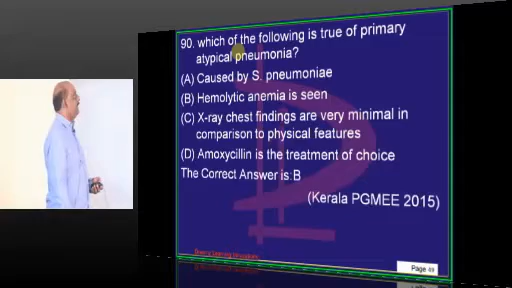 90. which of the following is true of primary
atypical pneumonia?
(A) Caused by S. pneumoniae
(B) Hemolytic anemia is seen
(C) X-ray chest findings are very minimal in
comparison to physical features
(D) Amoxycillin is the treatment of choice
The Correct Answer is:B
(Kerala PGMEE 2015)
Page 49